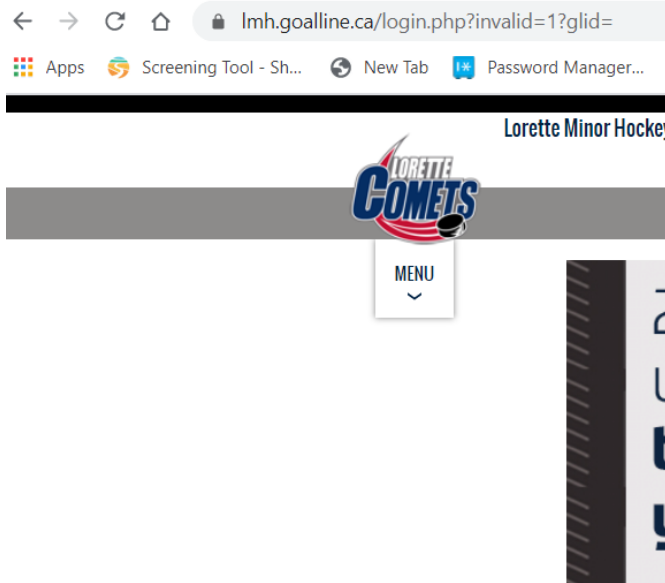 lmh.goalline.ca/login.php?invalid=1?glid=
Apps Screening Tool - Sh... New Tab Password Manager...
Lorette Minor Hockey
LORETTE
COMETS
MENU